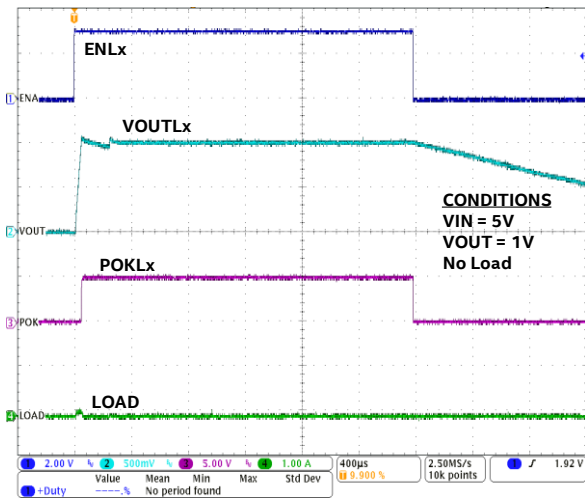 ENLx
1 ENA
VOUTLx
CONDITIONS
VIN = 5V
VOUT = 1V
No Load
2 VOUT
POKLx
3 POK
LOAD
4 LOAD
1 2.00 V 2 500mV 3 5.00 V 4 1.00 A 400µs 2.50MS/s 1 1.92 V
9.900 % 10k points
Value Mean Min Max Std Dev
1 +Duty ----.% No period found